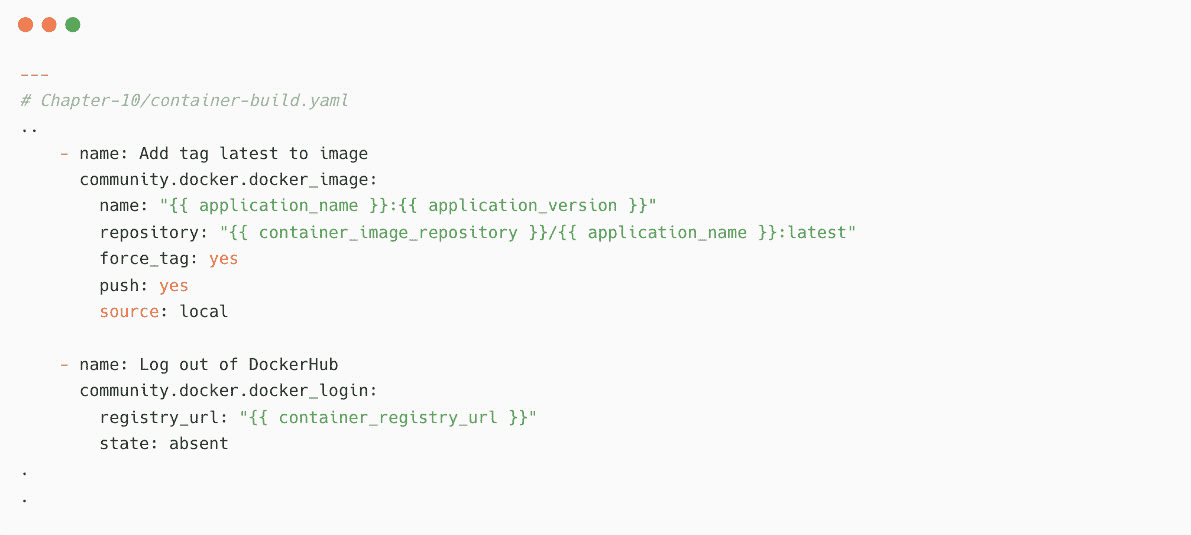 ---
# Chapter-10/container-build.yaml
..
    - name: Add tag latest to image
      community.docker.docker_image:
        name: "{{ application_name }}:{{ application_version }}"
        repository: "{{ container_image_repository }}/{{ application_name }}:latest"
        force_tag: yes
        push: yes
        source: local

    - name: Log out of DockerHub
      community.docker.docker_login:
        registry_url: "{{ container_registry_url }}"
        state: absent
.
.